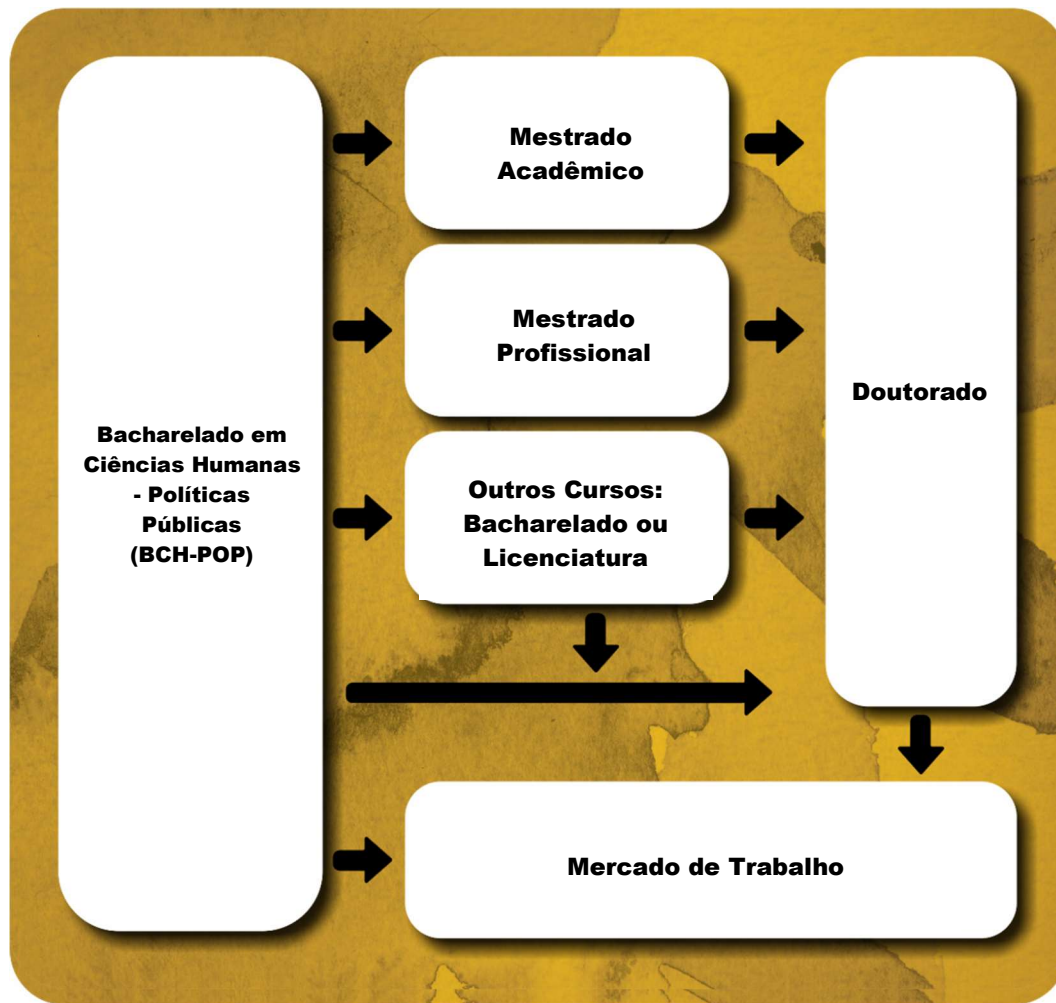 Bacharelado em
Ciências Humanas
- Políticas
Públicas
(BCH-POP)
Mestrado
Acadêmico
Mestrado
Profissional
Outros Cursos:
Bacharelado ou
Licenciatura
Doutorado
Mercado de Trabalho